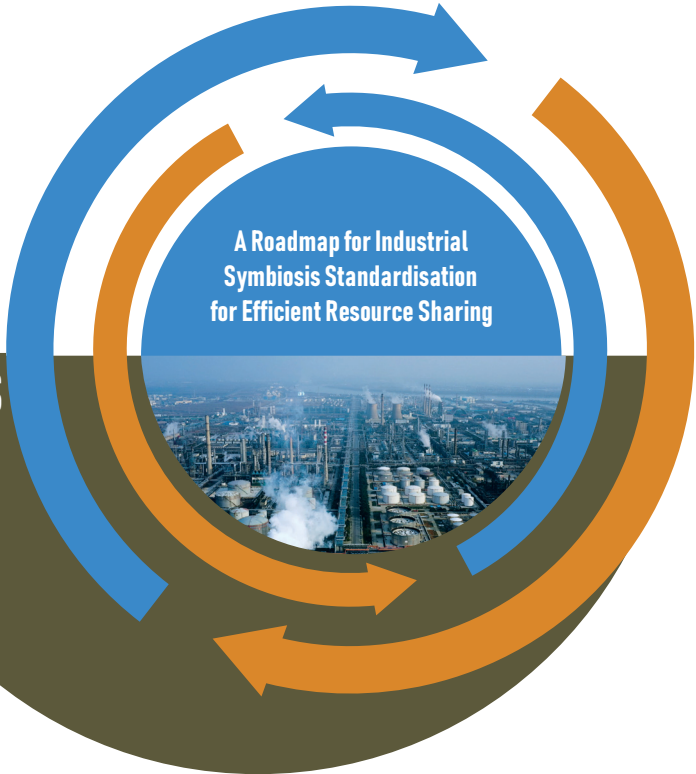 A Roadmap for Industrial
Symbiosis Standardisation
for Efficient Resource Sharing